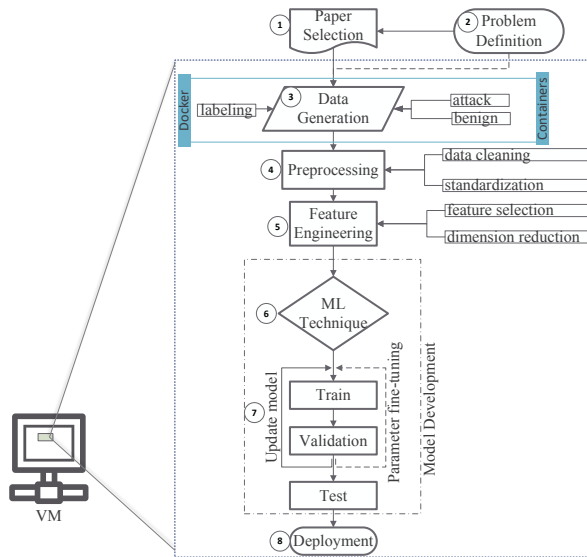 1
Paper
Selection
2
Problem
Definition
Docker
labeling
3
Data
Generation
attack
benign
Containers
4
Preprocessing
data cleaning
standardization
5
Feature
Engineering
feature selection
dimension reduction
6
ML
Technique
7
Update model
Train
Validation
Parameter fine-tuning
Model Development
Test
VM
8
Deployment